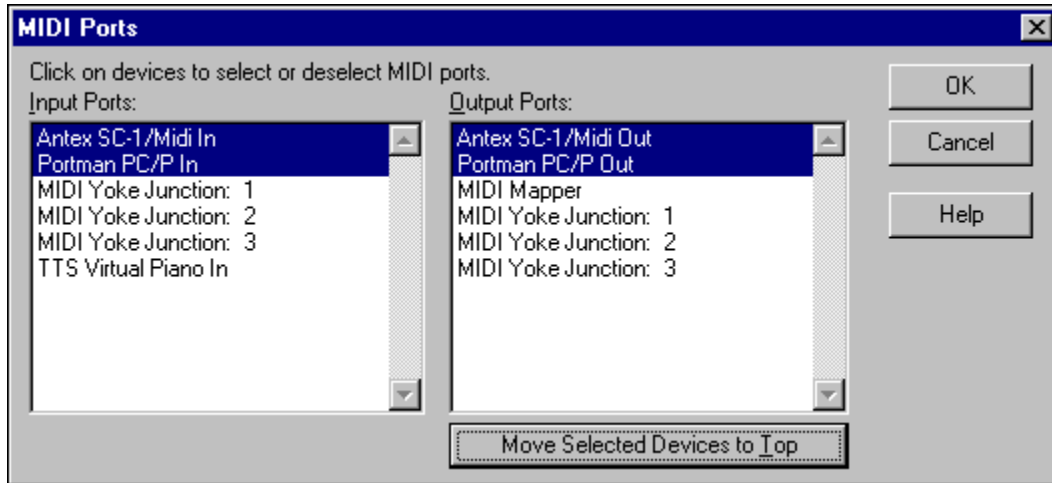 MIDI Ports
Click on devices to select or deselect MIDI ports.
Input Ports:
Antex SC-1/Midi In
Portman PC/P In
MIDI Yoke Junction:  1
MIDI Yoke Junction:  2
MIDI Yoke Junction:  3
TTS Virtual Piano In
Output Ports:
Antex SC-1/Midi Out
Portman PC/P Out
MIDI Mapper
MIDI Yoke Junction:  1
MIDI Yoke Junction:  2
MIDI Yoke Junction:  3
Move Selected Devices to Top
OK
Cancel
Help